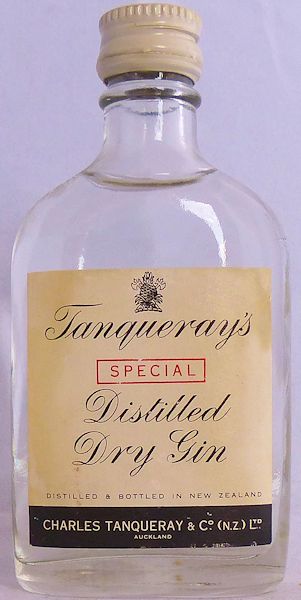 Tanqueray's
SPECIAL
Distilled
Dry Gin
DISTILLED & BOTTLED IN NEW ZEALAND
CHARLES TANQUERAY & Cº (N.Z.) LTD
AUCKLAND